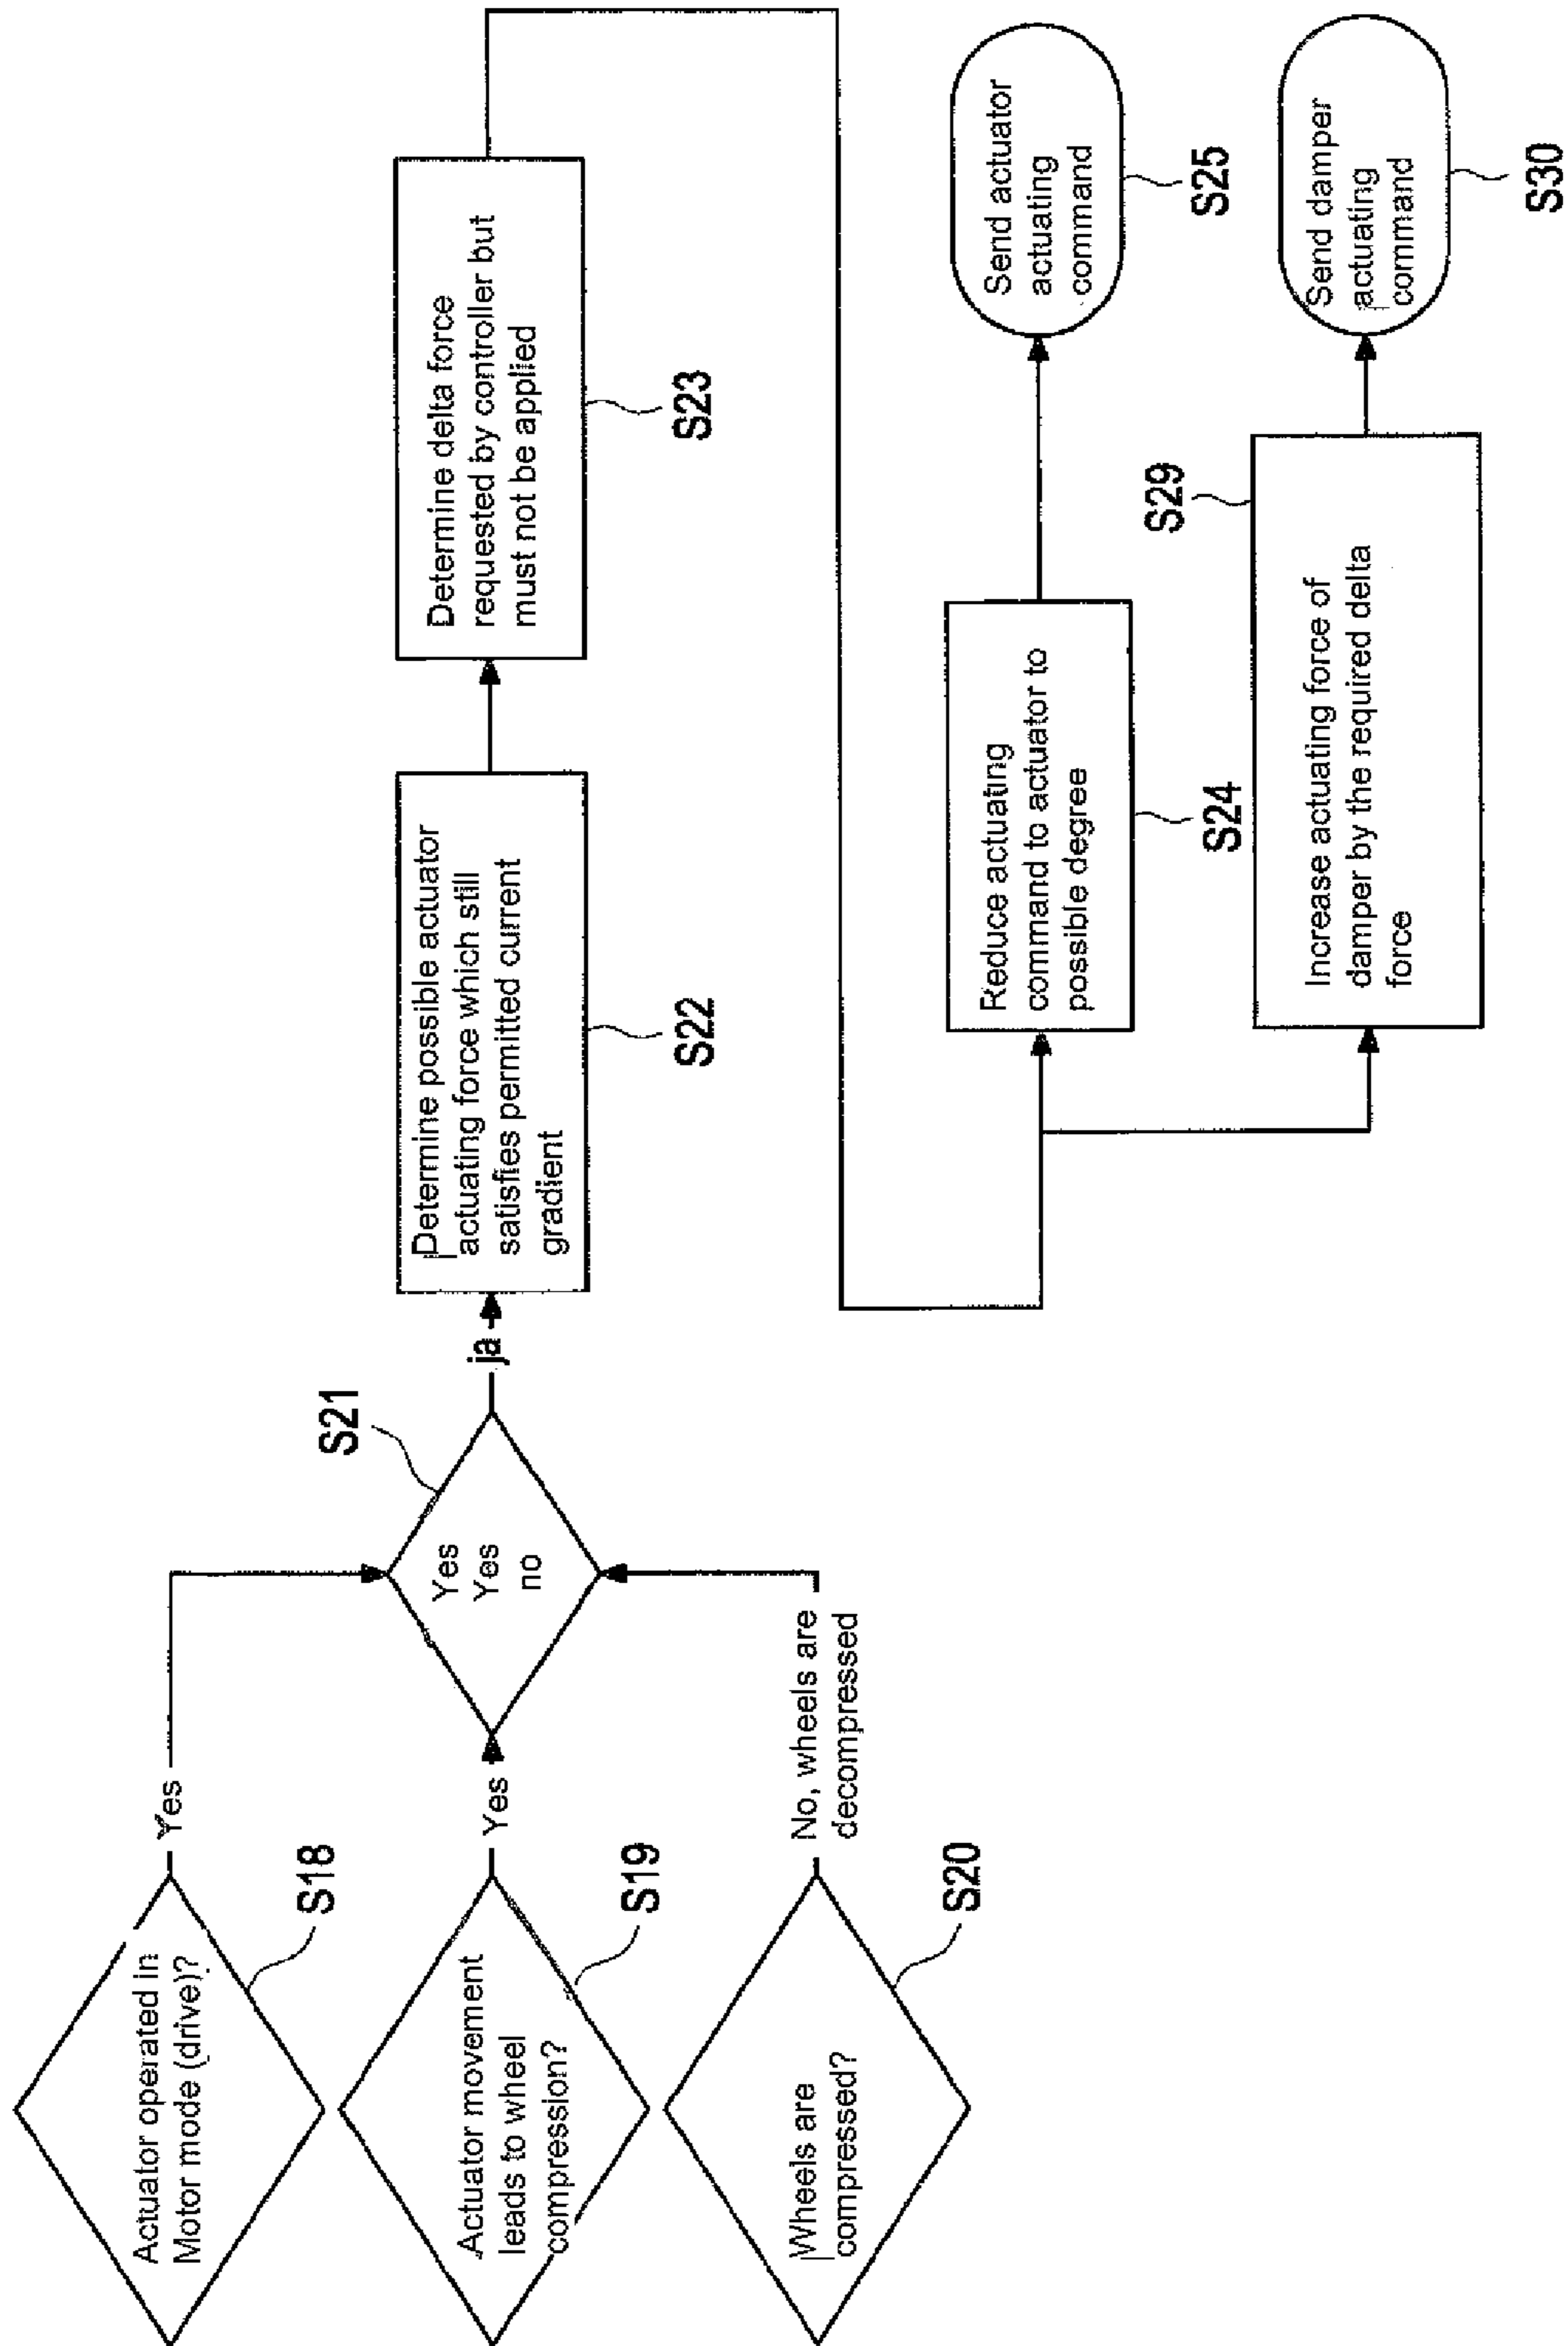 Actuator operated in
Motor mode (drive)?
S18
Yes
Actuator movement
leads to wheel
compression?
S19
Yes
Wheels are
compressed?
S20
No, wheels are
decompressed
Yes
Yes
no
S21
ja
Determine possible actuator
actuating force which still
satisfies permitted current
gradient
S22
Determine delta force
requested by controller but
must not be applied
S23
Reduce actuating
command to actuator to
possible degree
S24
Send actuator
actuating
command
S25
Increase actuating force of
damper by the required delta
force
S29
Send damper
actuating
command
S30